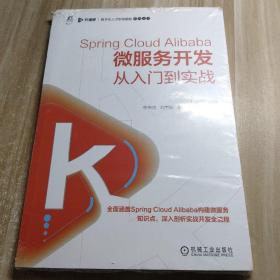 Spring Cloud Alibaba
微服务开发
从入门到实战
K
全面涵盖Spring Cloud Alibaba构建微服务
知识点，深入剖析实战开发全过程
机械工业出版社